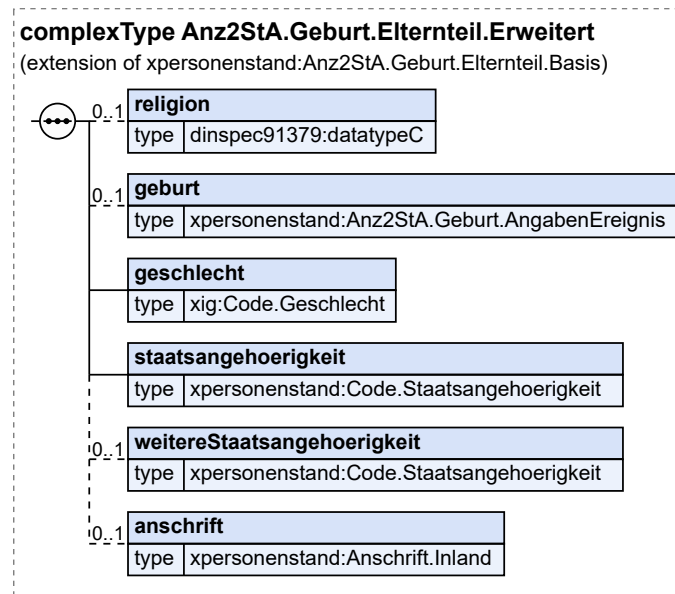 complexType Anz2StA.Geburt.Elternteil.Erweitert
(extension of xpersonenstand:Anz2StA.Geburt.Elternteil.Basis)
0..1 religion
type dinspec91379:datatypeC
0..1 geburt
type xpersonenstand:Anz2StA.Geburt.AngabenEreignis
geschlecht
type xig:Code.Geschlecht
staatsangehoerigkeit
type xpersonenstand:Code.Staatsangehoerigkeit
0..1 weitereStaatsangehoerigkeit
type xpersonenstand:Code.Staatsangehoerigkeit
0..1 anschrift
type xpersonenstand:Anschrift.Inland